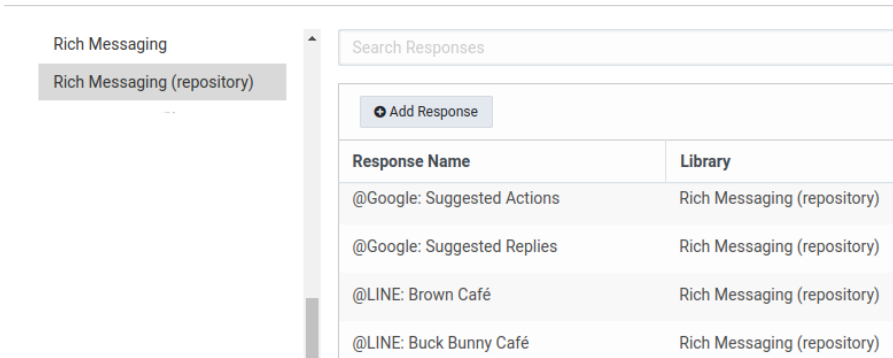 Rich Messaging
Rich Messaging (repository)
Search Responses
Add Response
Response Name Library
@Google: Suggested Actions Rich Messaging (repository)
@Google: Suggested Replies Rich Messaging (repository)
@LINE: Brown Café Rich Messaging (repository)
@LINE: Buck Bunny Café Rich Messaging (repository)